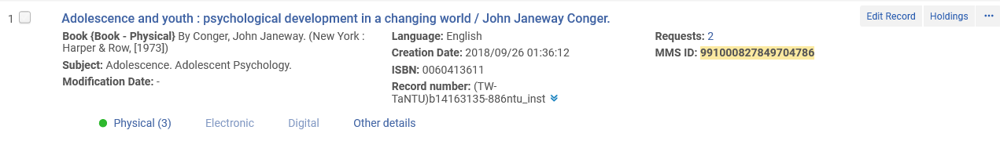 1
Adolescence and youth : psychological development in a changing world / John Janeway Conger.
Edit Record
Holdings
Book {Book - Physical} By Conger, John Janeway. (New York :
Harper & Row, [1973])
Subject: Adolescence. Adolescent Psychology.
Modification Date: -
Language: English
Creation Date: 2018/09/26 01:36:12
ISBN: 0060413611
Record number: (TW-
TaNTU)b14163135-886ntu_inst
Requests: 2
MMS ID: 991000827849704786
Physical (3)
Electronic
Digital
Other details